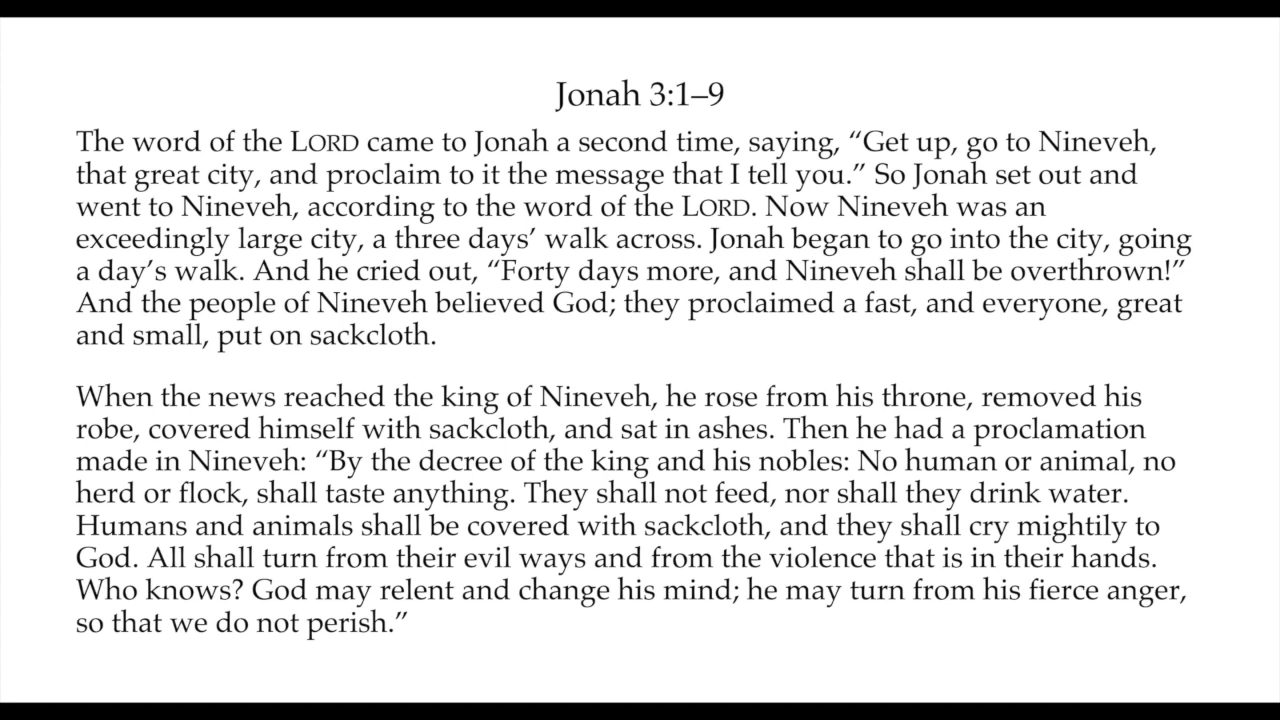 Jonah 3:1–9
The word of the LORD came to Jonah a second time, saying, “Get up, go to Nineveh,
that great city, and proclaim to it the message that I tell you.” So Jonah set out and
went to Nineveh, according to the word of the LORD. Now Nineveh was an
exceedingly large city, a three days’ walk across. Jonah began to go into the city, going
a day’s walk. And he cried out, “Forty days more, and Nineveh shall be overthrown!”
And the people of Nineveh believed God; they proclaimed a fast, and everyone, great
and small, put on sackcloth.
When the news reached the king of Nineveh, he rose from his throne, removed his
robe, covered himself with sackcloth, and sat in ashes. Then he had a proclamation
made in Nineveh: “By the decree of the king and his nobles: No human or animal, no
herd or flock, shall taste anything. They shall not feed, nor shall they drink water.
Humans and animals shall be covered with sackcloth, and they shall cry mightily to
God. All shall turn from their evil ways and from the violence that is in their hands.
Who knows? God may relent and change his mind; he may turn from his fierce anger,
so that we do not perish.”